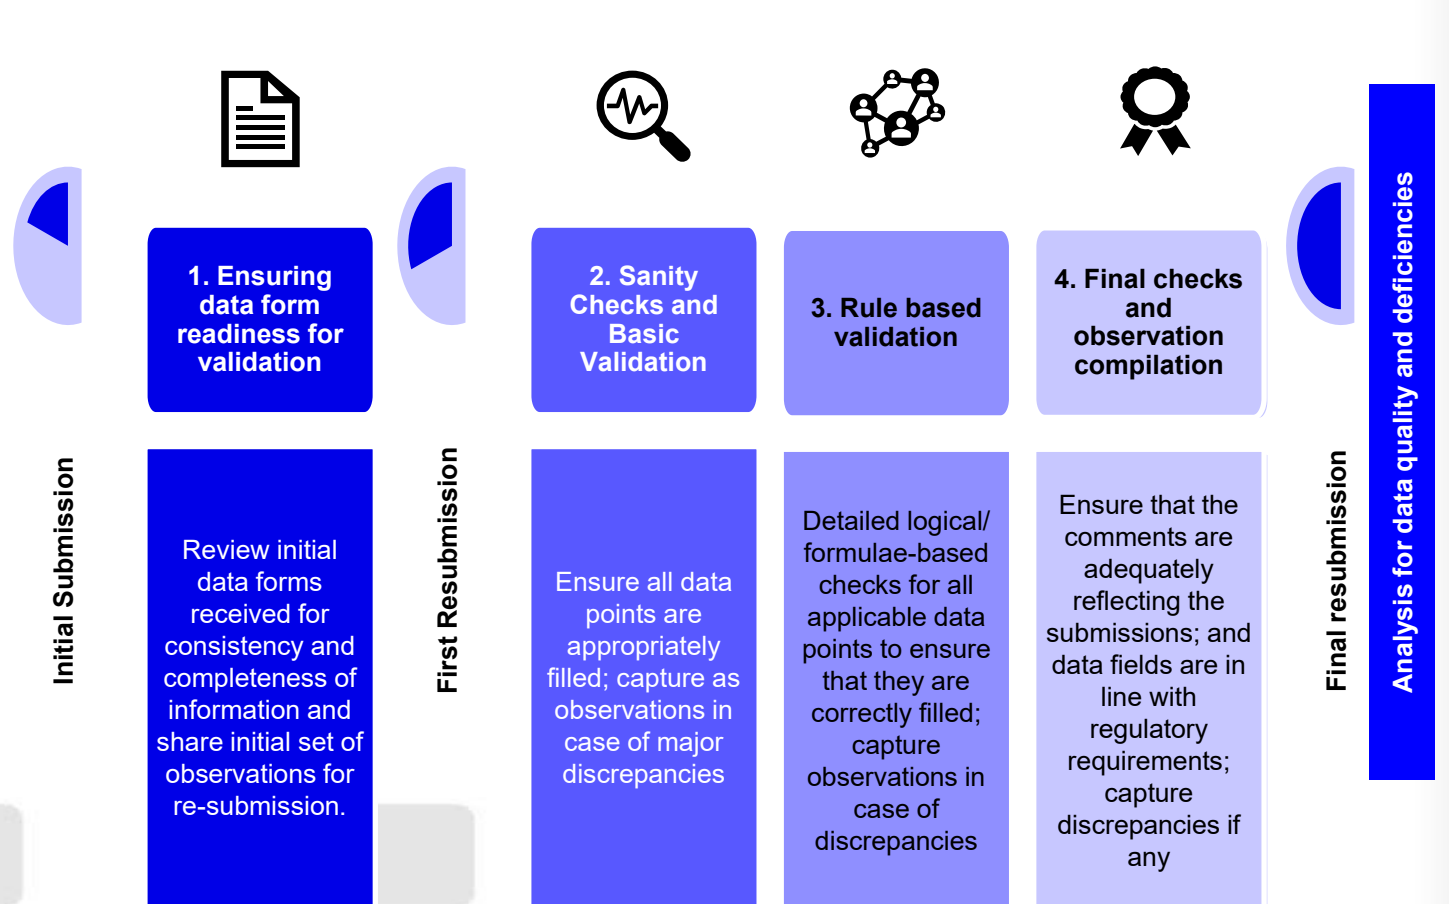 Initial Submission
1. Ensuring
data form
readiness for
validation
Review initial
data forms
received for
consistency and
completeness of
information and
share initial set of
observations for
re-submission.
First Resubmission
2. Sanity
Checks and
Basic
Validation
Ensure all data
points are
appropriately
filled; capture as
observations in
case of major
discrepancies
3. Rule based
validation
Detailed logical/
formulae-based
checks for all
applicable data
points to ensure
that they are
correctly filled;
capture
observations in
case of
discrepancies
4. Final checks
and
observation
compilation
Ensure that the
comments are
adequately
reflecting the
submissions; and
data fields are in
line with
regulatory
requirements;
capture
discrepancies if
any
Final resubmission
Analysis for data quality and deficiencies